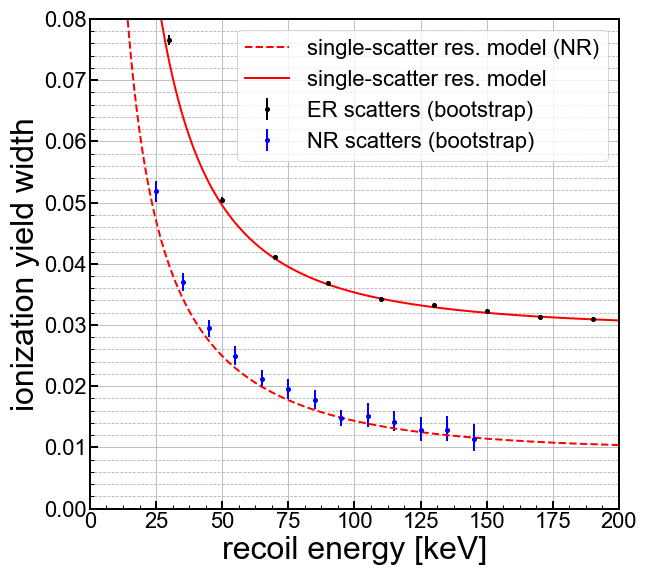 0.08
0.07
0.06
0.05
0.04
0.03
0.02
0.01
0.00
ionization yield width
single-scatter res. model (NR)
single-scatter res. model
ER scatters (bootstrap)
NR scatters (bootstrap)
0 25 50 75 100 125 150 175 200
recoil energy [keV]